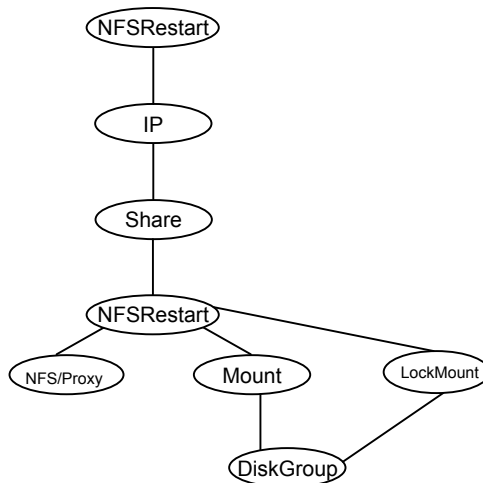 NFSRestart
IP
Share
NFSRestart
NFS/Proxy
Mount
LockMount
DiskGroup